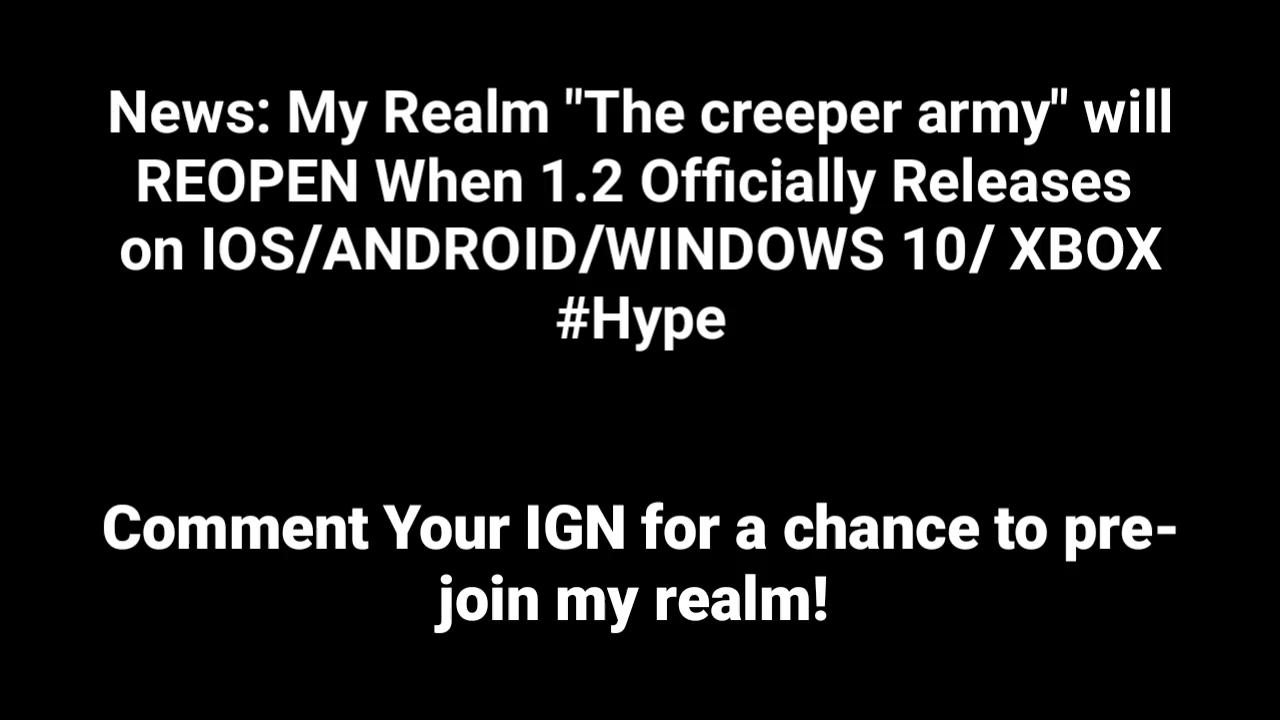 News: My Realm "The creeper army" will
REOPEN When 1.2 Officially Releases
on IOS/ANDROID/WINDOWS 10/ XBOX
#Hype
Comment Your IGN for a chance to pre-
join my realm!